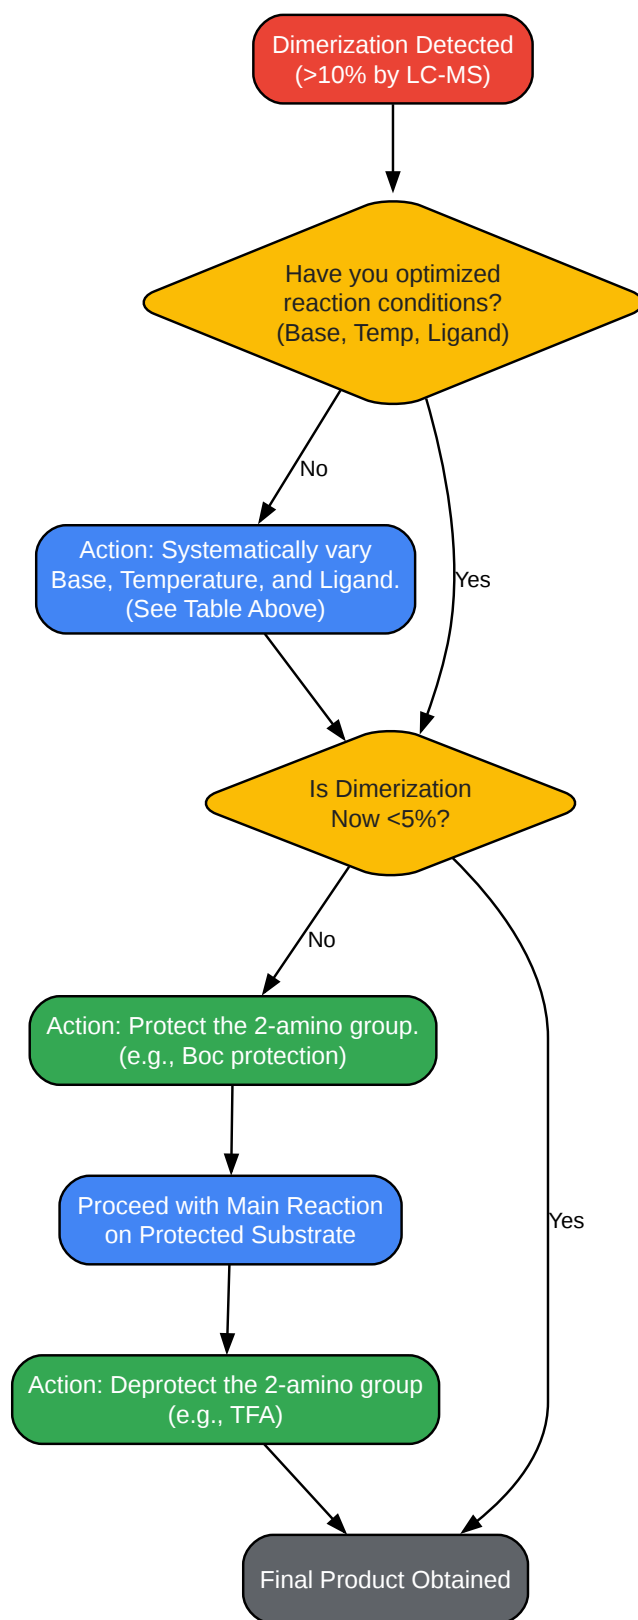 Dimerization Detected
(>10% by LC-MS)
Have you optimized
reaction conditions?
(Base, Temp, Ligand)
No
Action: Systematically vary
Base, Temperature, and Ligand.
(See Table Above)
Yes
Is Dimerization
Now <5%?
No
Action: Protect the 2-amino group.
(e.g., Boc protection)
Proceed with Main Reaction
on Protected Substrate
Yes
Action: Deprotect the 2-amino group
(e.g., TFA)
Final Product Obtained